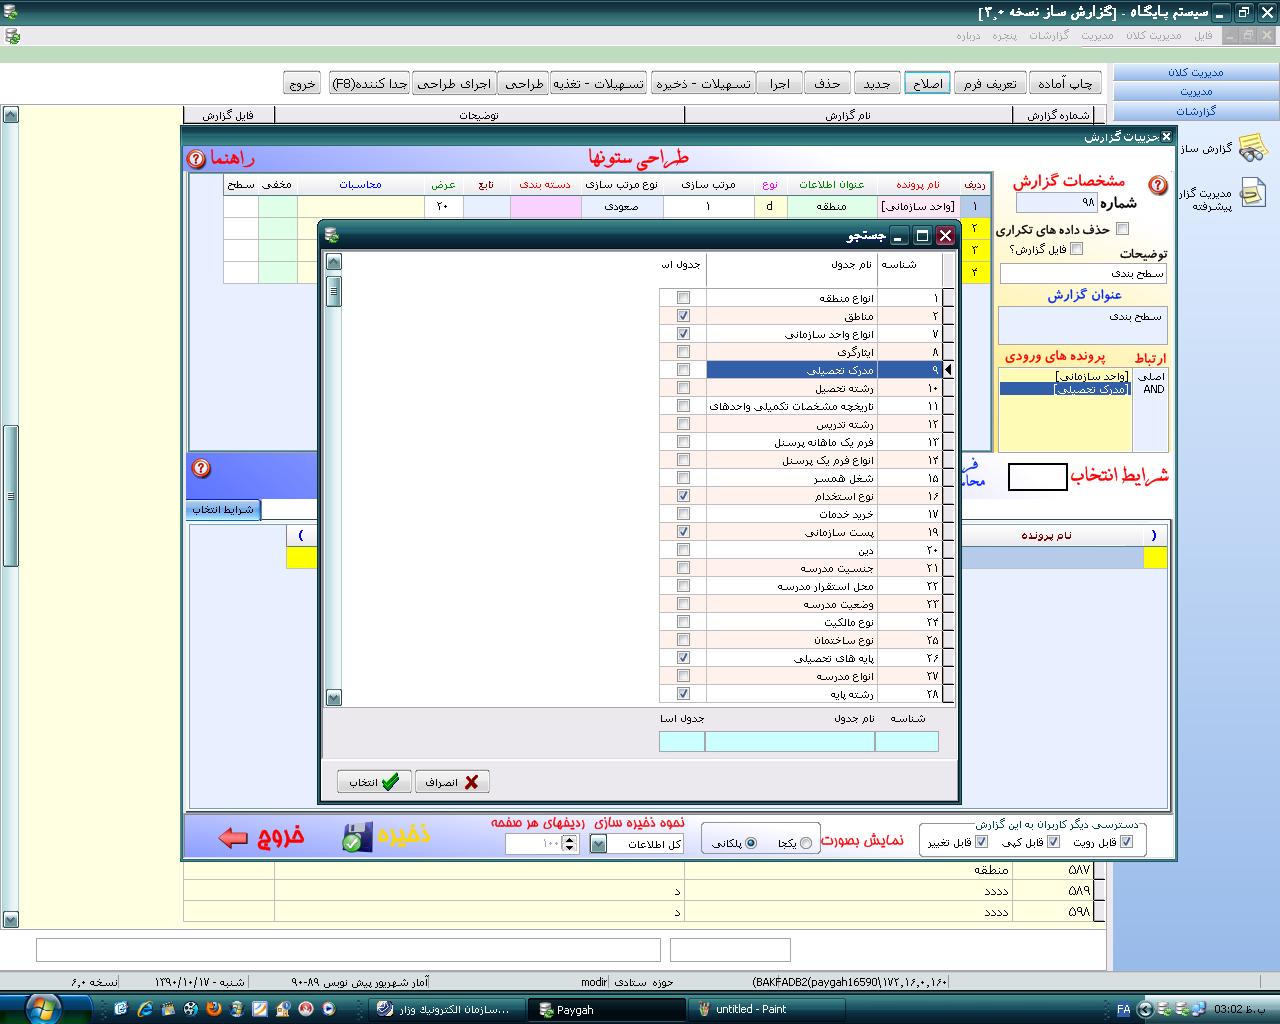 سیستم پایگاه - [گزارش ساز نسخه ۳٫۰]
فایل مدیریت کلان مدیریت گزارشات پنجره درباره
مدیریت کلان
مدیریت
گزارشات
گزارش ساز
مدیریت گزار
پیشرفته
چاپ آماده تعریف فرم اصلاح جدید حذف اجرا تسهیلات - ذخیره تسهیلات - تغذیه طراحی اجرای طراحی جدا کننده(F8) خروج
شماره گزارش نام گزارش توضیحات فایل گزارش
جزییات گزارش
طراحی ستونها
راهنما
ردیف نام پرونده عنوان اطلاعات نوع مرتب سازی نوع مرتب سازی دسته بندی تابع عرض محاسبات مخفی سطح
۱ [واحد سازمانی] منطقه d ۱ صعودی ۲۰
۲
۳
۴
مشخصات گزارش
شماره ۹۸
حذف داده های تکراری
فایل گزارش؟
توضیحات
سطح بندی
عنوان گزارش
سطح بندی
ارتباط پرونده های ورودی
اصلی [واحد سازمانی]
AND [مدرک تحصیلی]
شرایط انتخاب
فر
محا
شرایط انتخاب
( نام پرونده )
جستجو
شناسه نام جدول جدول اسا
۱ انواع منطقه
۲ مناطق
۷ انواع واحد سازمانی
۸ ایثارگری
۹ مدرک تحصیلی
۱۰ رشته تحصیل
۱۱ تاریخچه مشخصات تکمیلی واحدهای
۱۲ رشته تدریس
۱۳ فرم یک ماهانه پرسنل
۱۴ انواع فرم یک پرسنل
۱۵ شغل همسر
۱۶ نوع استخدام
۱۷ خرید خدمات
۱۹ پست سازمانی
۲۰ دین
۲۱ جنسیت مدرسه
۲۲ محل استقرار مدرسه
۲۳ وضعیت مدرسه
۲۴ نوع مالکیت
۲۵ نوع ساختمان
۲۶ پایه های تحصیلی
۲۷ انواع مدرسه
۲۸ رشته پایه
شناسه نام جدول جدول اسا
انصراف انتخاب
دسترسی دیگر کاربران به این گزارش
قابل رویت قابل کپی قابل تغییر
نمایش بصورت
یکجا پلکانی
نحوه ذخیره سازی ردیفهای هر صفحه
کل اطلاعات ۱۰۰
ذخیره
خروج
۵۸۷ منطقه
۵۸۹ دددد د
۵۹۸ دددد د
(BAKFADB2(paygah16590\۱۷۲,۱۶,۰,۱۶۰ حوزه ستادی modir آمار شهریور پیش نویس ۸۹-۹۰ شنبه - ۱۳۹۰/۱۰/۱۷ نسخه ۶٫۰
سازمان الکترونیك وزار...
Paygah
untitled - Paint
FA
03:02 ب.ظ